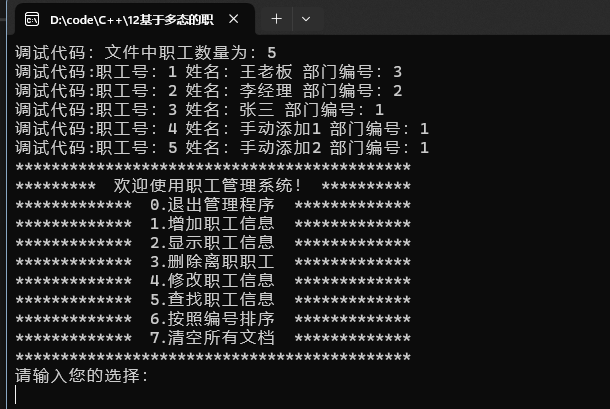 D:\code\C++\12基于多态的职
调试代码: 文件中职工数量为: 5
调试代码:职工号: 1 姓名: 王老板 部门编号: 3
调试代码:职工号: 2 姓名: 李经理 部门编号: 2
调试代码:职工号: 3 姓名: 张三 部门编号: 1
调试代码:职工号: 4 姓名: 手动添加1 部门编号: 1
调试代码:职工号: 5 姓名: 手动添加2 部门编号: 1
********************************************
*********  欢迎使用职工管理系统!  **********
*************  0.退出管理程序  *************
*************  1.增加职工信息  *************
*************  2.显示职工信息  *************
*************  3.删除离职职工  *************
*************  4.修改职工信息  *************
*************  5.查找职工信息  *************
*************  6.按照编号排序  *************
*************  7.清空所有文档  *************
********************************************
请输入您的选择: